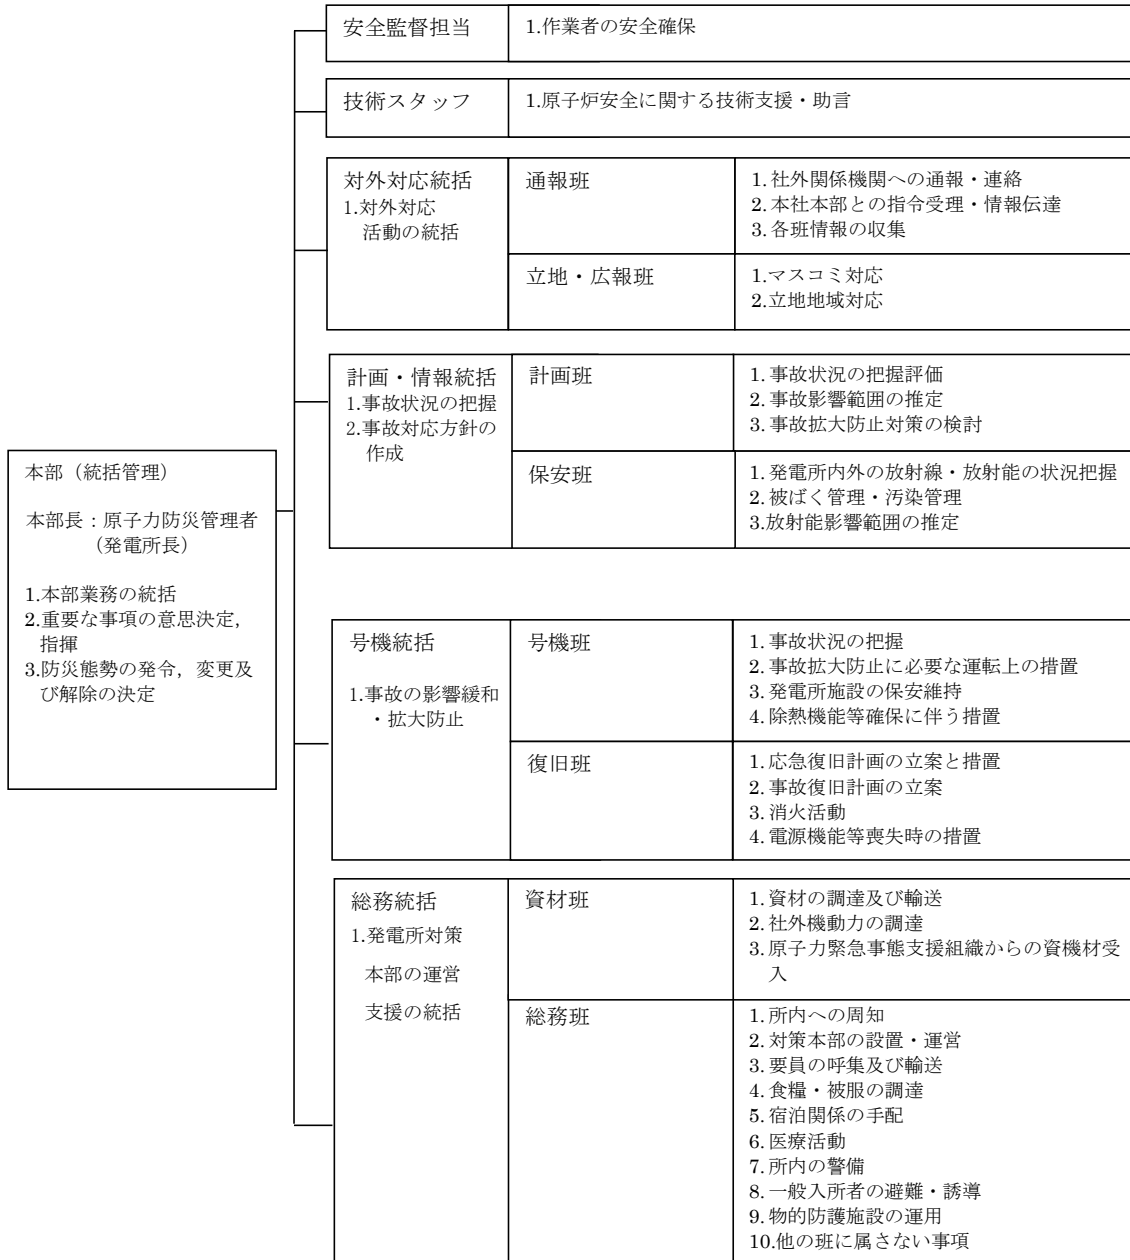 安全監督担当
1.作業者の安全確保
技術スタッフ
1.原子炉安全に関する技術支援・助言
対外対応統括
1.対外対応
活動の統括
通報班
1.社外関係機関への通報・連絡
2.本社本部との指令受理・情報伝達
3.各班情報の収集
立地・広報班
1.マスコミ対応
2.立地地域対応
計画・情報統括
1.事故状況の把握
2.事故対応方針の
作成
計画班
1.事故状況の把握評価
2.事故影響範囲の推定
3.事故拡大防止対策の検討
保安班
1.発電所内外の放射線・放射能の状況把握
2.被ばく管理・汚染管理
3.放射能影響範囲の推定
本部（統括管理）
本部長：原子力防災管理者
（発電所長）
1.本部業務の統括
2.重要な事項の意思決定，
指揮
3.防災態勢の発令，変更及
び解除の決定
号機統括
1.事故の影響緩和
・拡大防止
号機班
1.事故状況の把握
2.事故拡大防止に必要な運転上の措置
3.発電所施設の保安維持
4.除熱機能等確保に伴う措置
復旧班
1.応急復旧計画の立案と措置
2.事故復旧計画の立案
3.消火活動
4.電源機能等喪失時の措置
総務統括
1.発電所対策
本部の運営
支援の統括
資材班
1.資材の調達及び輸送
2.社外機動力の調達
3.原子力緊急事態支援組織からの資機材受
入
総務班
1.所内への周知
2.対策本部の設置・運営
3.要員の呼集及び輸送
4.食糧・被服の調達
5.宿泊関係の手配
6.医療活動
7.所内の警備
8.一般入所者の避難・誘導
9.物的防護施設の運用
10.他の班に属さない事項